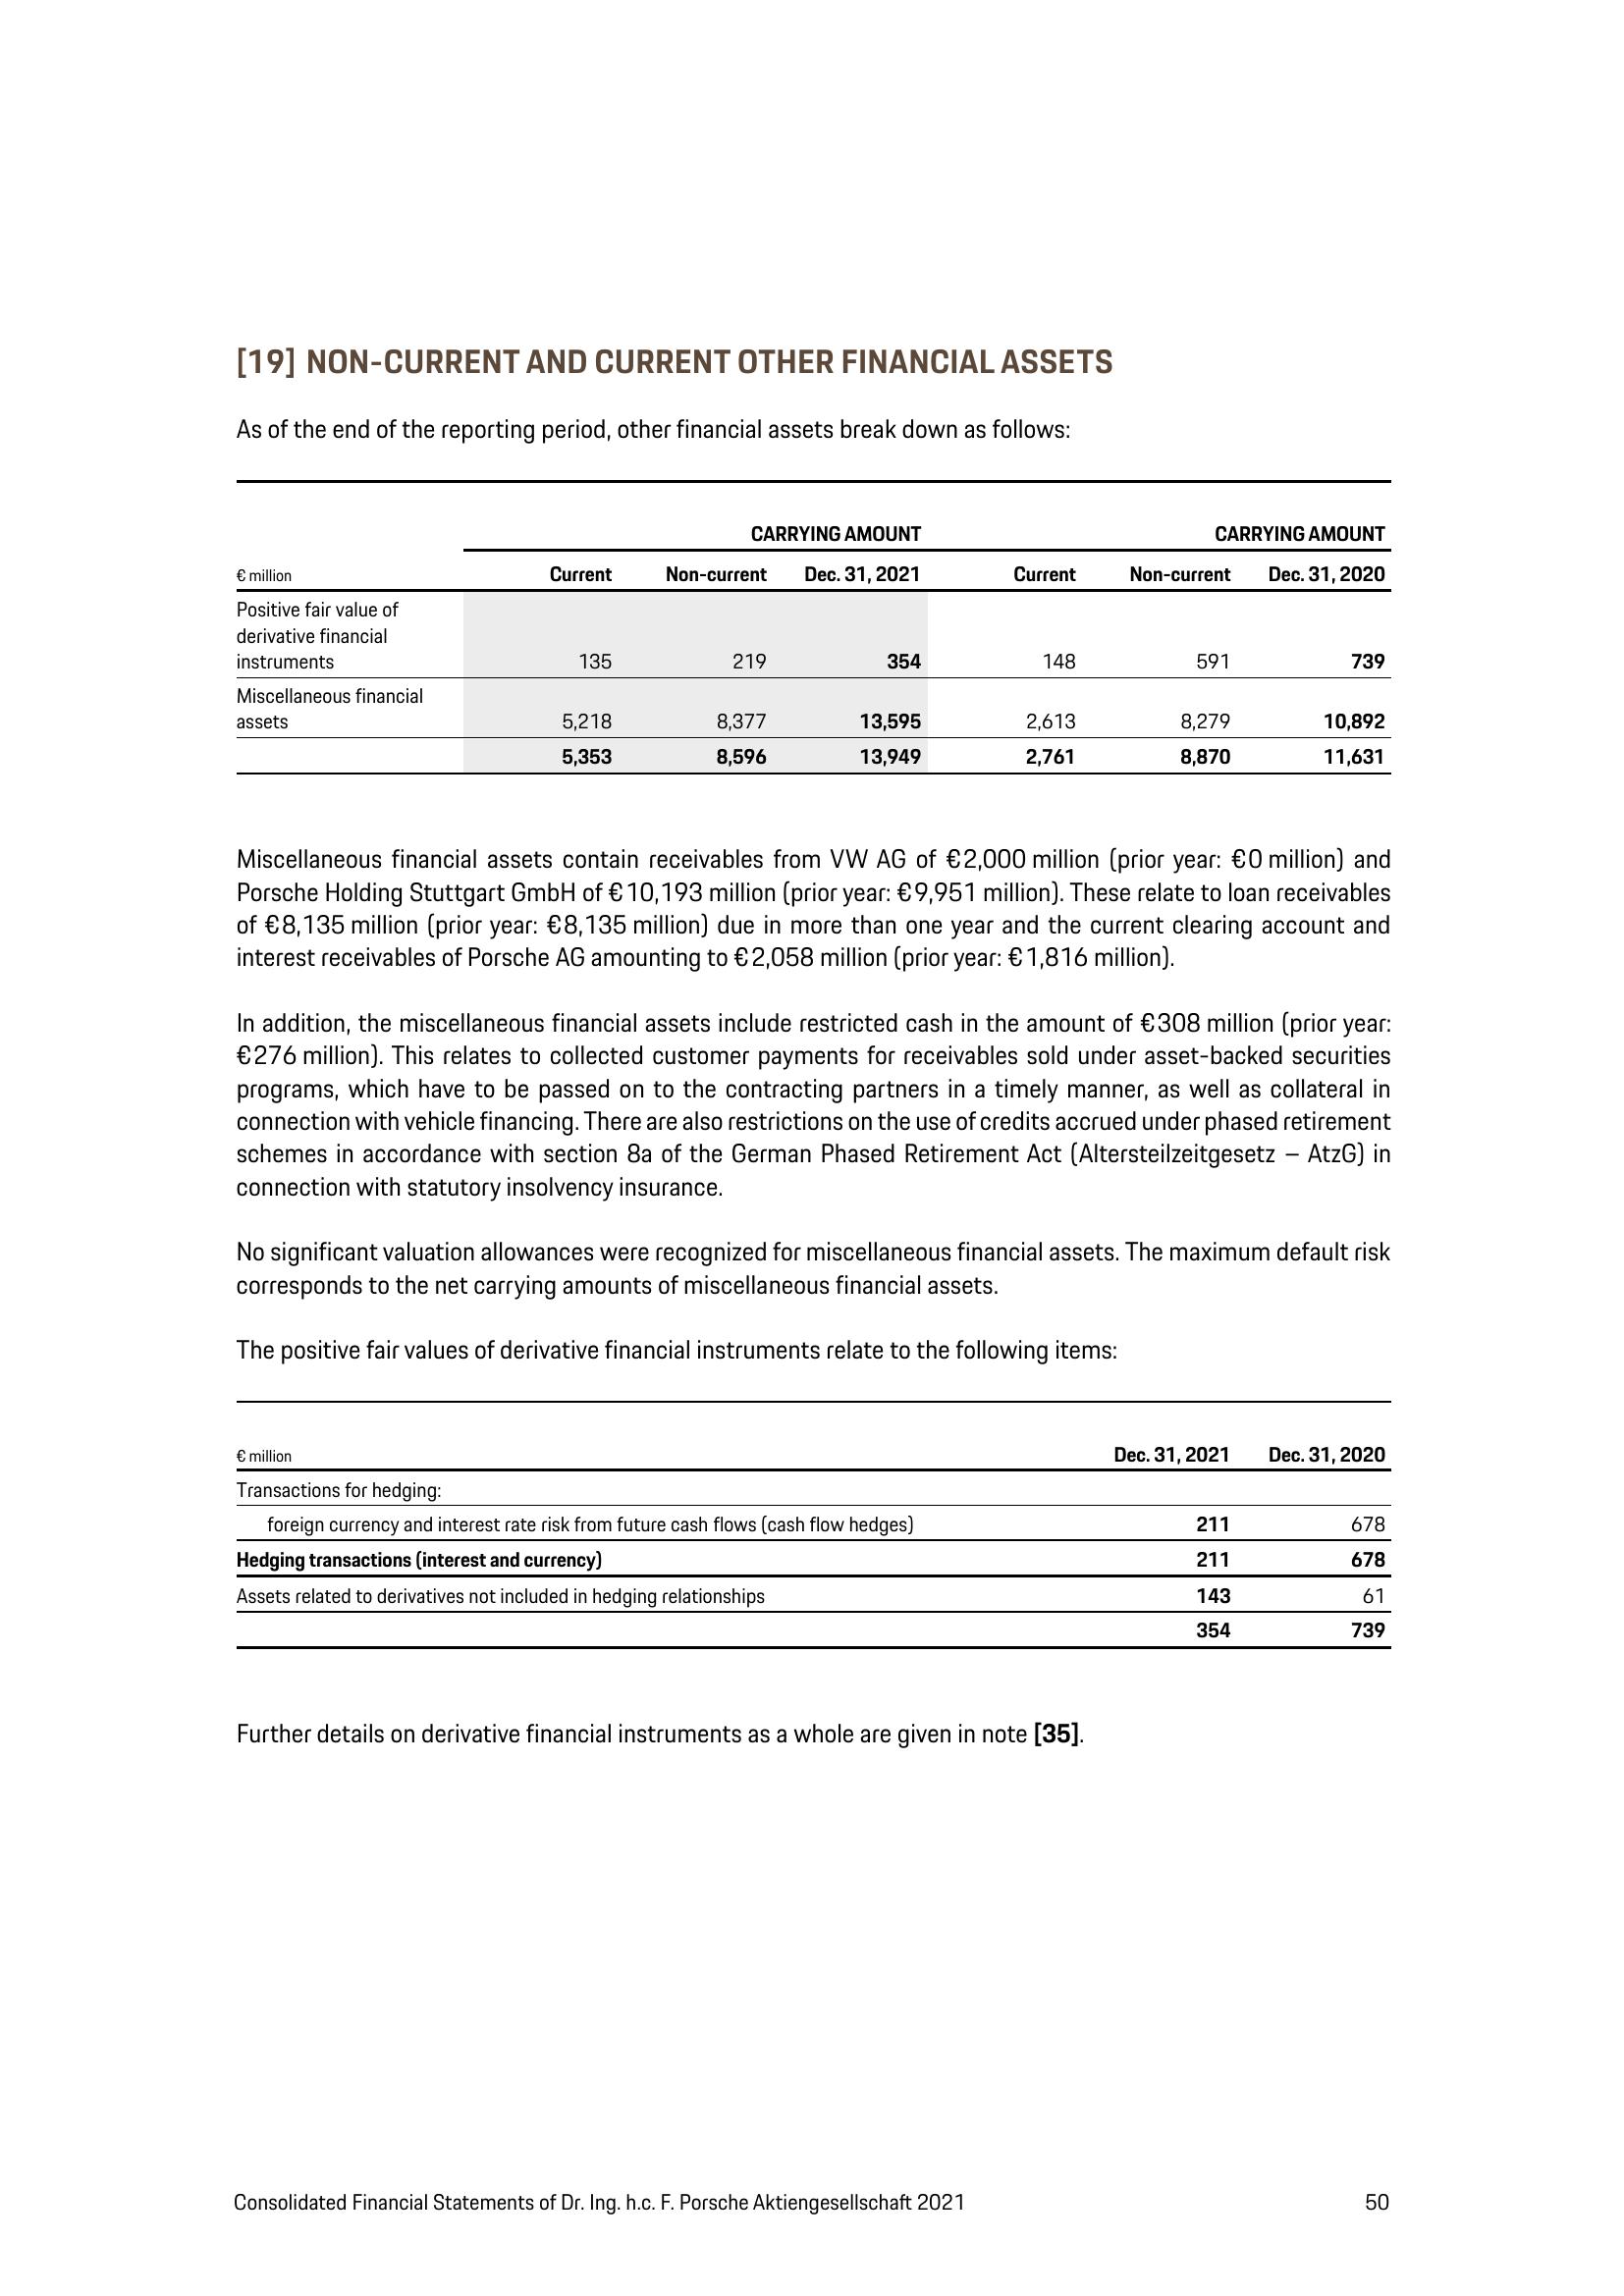 [19] NON-CURRENT AND CURRENT OTHER FINANCIAL ASSETS
As of the end of the reporting period, other financial assets break down as follows:
CARRYING AMOUNT CARRYING AMOUNT
€ million Current Non-current Dec. 31, 2021 Current Non-current Dec. 31, 2020
Positive fair value of
derivative financial
instruments 135 219 354 148 591 739
Miscellaneous financial
assets 5,218 8,377 13,595 2,613 8,279 10,892
5,353 8,596 13,949 2,761 8,870 11,631
Miscellaneous financial assets contain receivables from VW AG of €2,000 million (prior year: €0 million) and
Porsche Holding Stuttgart GmbH of €10,193 million (prior year: €9,951 million). These relate to loan receivables
of €8,135 million (prior year: €8,135 million) due in more than one year and the current clearing account and
interest receivables of Porsche AG amounting to €2,058 million (prior year: €1,816 million).
In addition, the miscellaneous financial assets include restricted cash in the amount of €308 million (prior year:
€276 million). This relates to collected customer payments for receivables sold under asset-backed securities
programs, which have to be passed on to the contracting partners in a timely manner, as well as collateral in
connection with vehicle financing. There are also restrictions on the use of credits accrued under phased retirement
schemes in accordance with section 8a of the German Phased Retirement Act (Altersteilzeitgesetz – AtzG) in
connection with statutory insolvency insurance.
No significant valuation allowances were recognized for miscellaneous financial assets. The maximum default risk
corresponds to the net carrying amounts of miscellaneous financial assets.
The positive fair values of derivative financial instruments relate to the following items:
€ million Dec. 31, 2021 Dec. 31, 2020
Transactions for hedging:
foreign currency and interest rate risk from future cash flows (cash flow hedges) 211 678
Hedging transactions (interest and currency) 211 678
Assets related to derivatives not included in hedging relationships 143 61
354 739
Further details on derivative financial instruments as a whole are given in note [35].
Consolidated Financial Statements of Dr. Ing. h.c. F. Porsche Aktiengesellschaft 2021 50